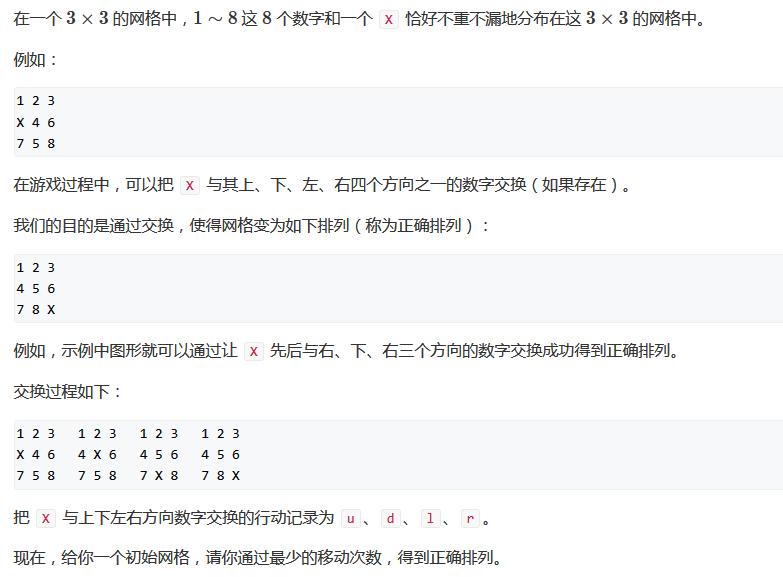 在一个 3 × 3 的网格中，1 ∼ 8 这 8 个数字和一个 X 恰好不重不漏地分布在这 3 × 3 的网格中。
例如：
1 2 3
X 4 6
7 5 8
在游戏过程中，可以把 X 与其上、下、左、右四个方向之一的数字交换（如果存在）。
我们的目的是通过交换，使得网格变为如下排列（称为正确排列）：
1 2 3
4 5 6
7 8 X
例如，示例中图形就可以通过让 X 先后与右、下、右三个方向的数字交换成功得到正确排列。
交换过程如下：
1 2 3   1 2 3   1 2 3   1 2 3
X 4 6   4 X 6   4 5 6   4 5 6
7 5 8   7 5 8   7 X 8   7 8 X
把 X 与上下左右方向数字交换的行动记录为 u 、 d 、 l 、 r 。
现在，给你一个初始网格，请你通过最少的移动次数，得到正确排列。